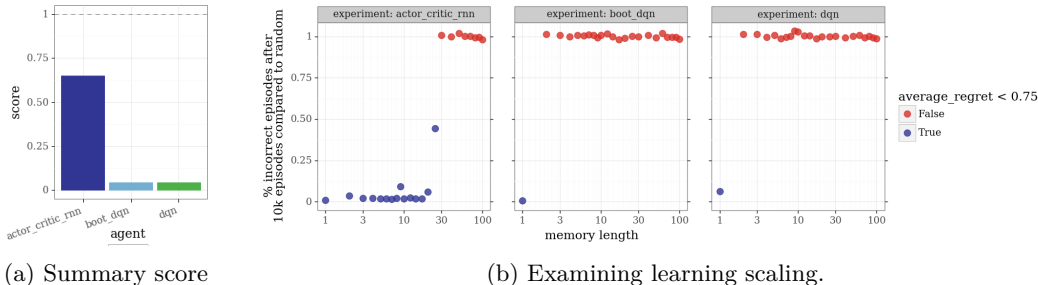 1
0.75
0.50
0.25
0
score
actor_critic_rnn
boot_dqn
dqn
agent
(a) Summary score
% incorrect episodes after
10k episodes compared to random
experiment: actor_critic_rnn
experiment: boot_dqn
experiment: dqn
1
0.75
0.50
0.25
0
1 3 10 30 100
1 3 10 30 100
1 3 10 30 100
memory length
average_regret < 0.75
False
True
(b) Examining learning scaling.